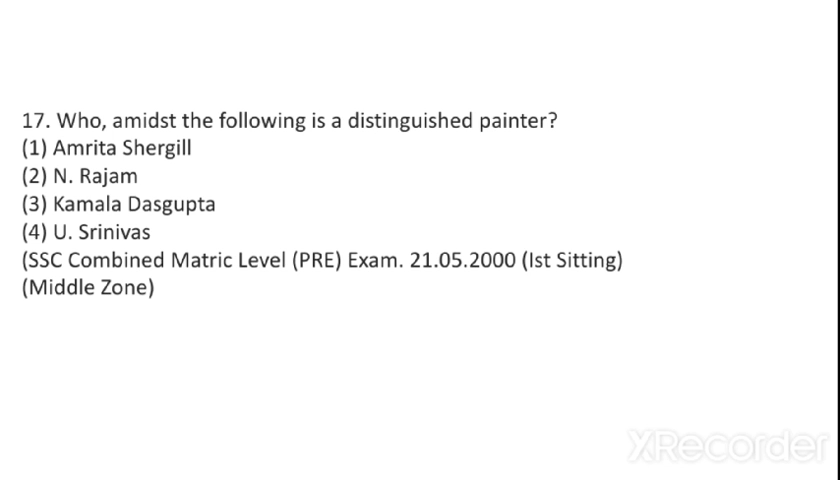 17. Who, amidst the following is a distinguished painter?
(1) Amrita Shergill
(2) N. Rajam
(3) Kamala Dasgupta
(4) U. Srinivas
(SSC Combined Matric Level (PRE) Exam. 21.05.2000 (Ist Sitting)
(Middle Zone)
XRecorder